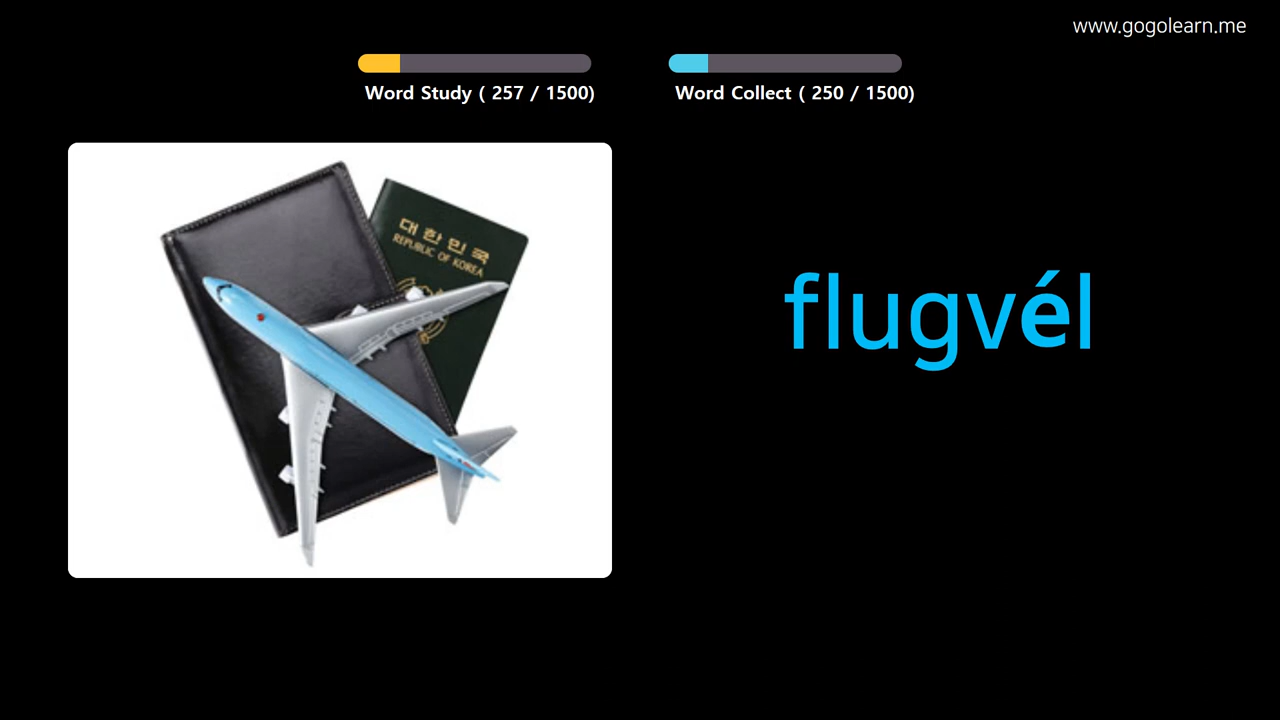 www.gogolearn.me
Word Study ( 257 / 1500)
Word Collect ( 250 / 1500)
대한민국
REPUBLIC OF KOREA
flugvél